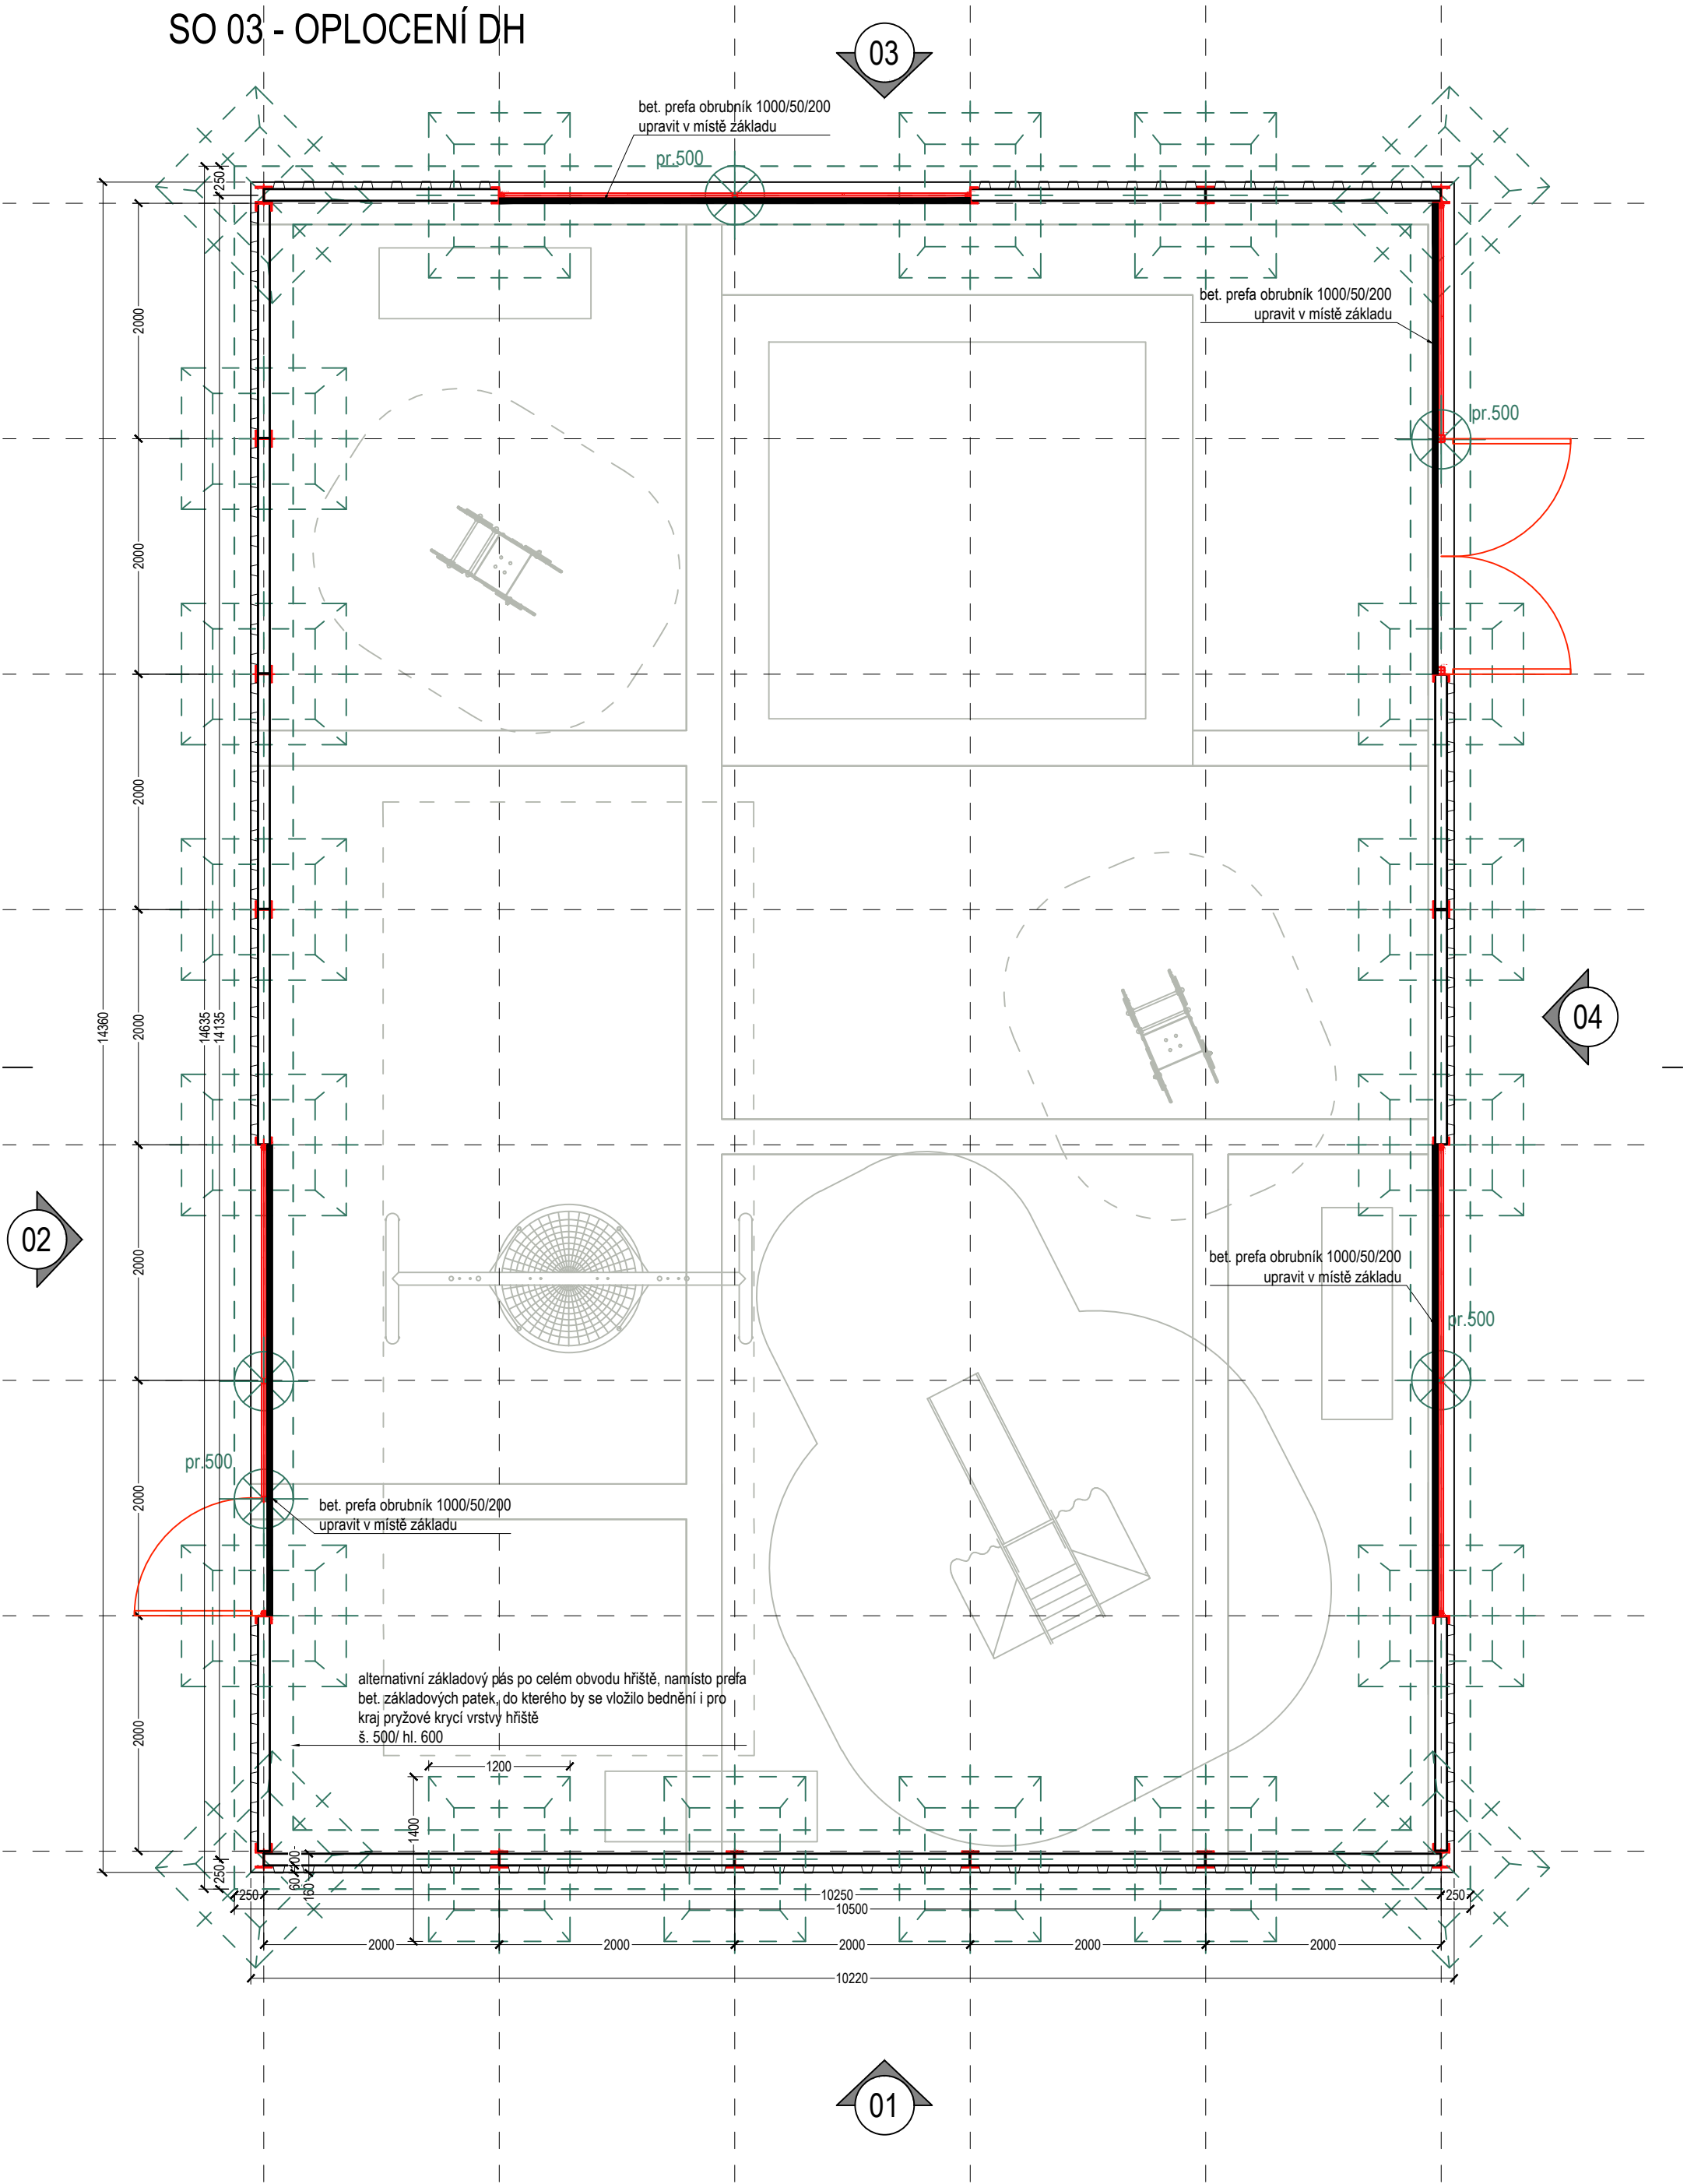 SO 03 - OPLOCENÍ DH
03
bet. prefa obrubník 1000/50/200
upravit v místě základu
pr.500
250
bet. prefa obrubník 1000/50/200
upravit v místě základu
pr.500
2000
2000
2000
2000
2000
2000
2000
14360
14635
14135
04
02
bet. prefa obrubník 1000/50/200
upravit v místě základu
pr.500
pr.500
bet. prefa obrubník 1000/50/200
upravit v místě základu
alternativní základový pás po celém obvodu hřiště, namísto prefa
bet. základových patek, do kterého by se vložilo bednění i pro
kraj pryžové krycí vrstvy hřiště
š. 500/ hl. 600
1200
1400
250
60
100
160
250
10250
250
10500
2000
2000
2000
2000
2000
10220
01